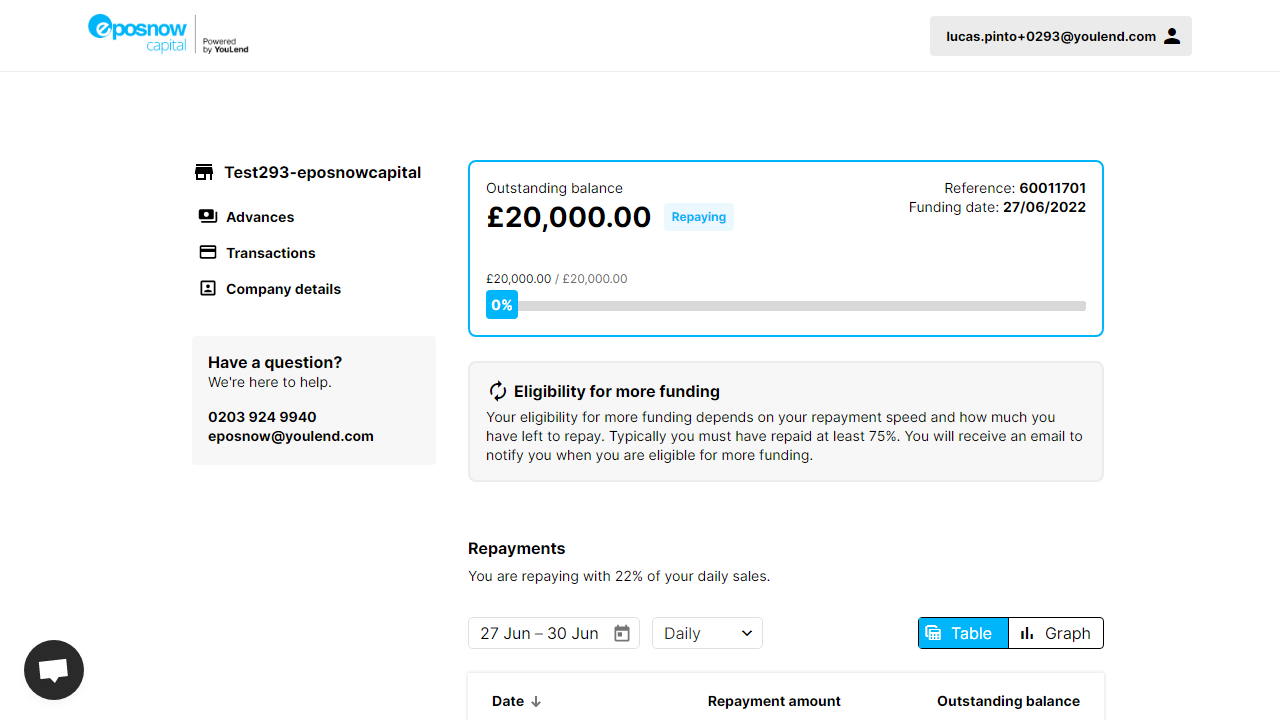 eposnow
capital
Powered
by YouLend
lucas.pinto+0293@youlend.com
Test293-eposnowcapital
Advances
Transactions
Company details
Have a question?
We're here to help.
0203 924 9940
eposnow@youlend.com
Outstanding balance
£20,000.00 Repaying
Reference: 60011701
Funding date: 27/06/2022
£20,000.00 / £20,000.00
0%
Eligibility for more funding
Your eligibility for more funding depends on your repayment speed and how much you
have left to repay. Typically you must have repaid at least 75%. You will receive an email to
notify you when you are eligible for more funding.
Repayments
You are repaying with 22% of your daily sales.
27 Jun – 30 Jun
Daily
Table
Graph
Date Repayment amount Outstanding balance